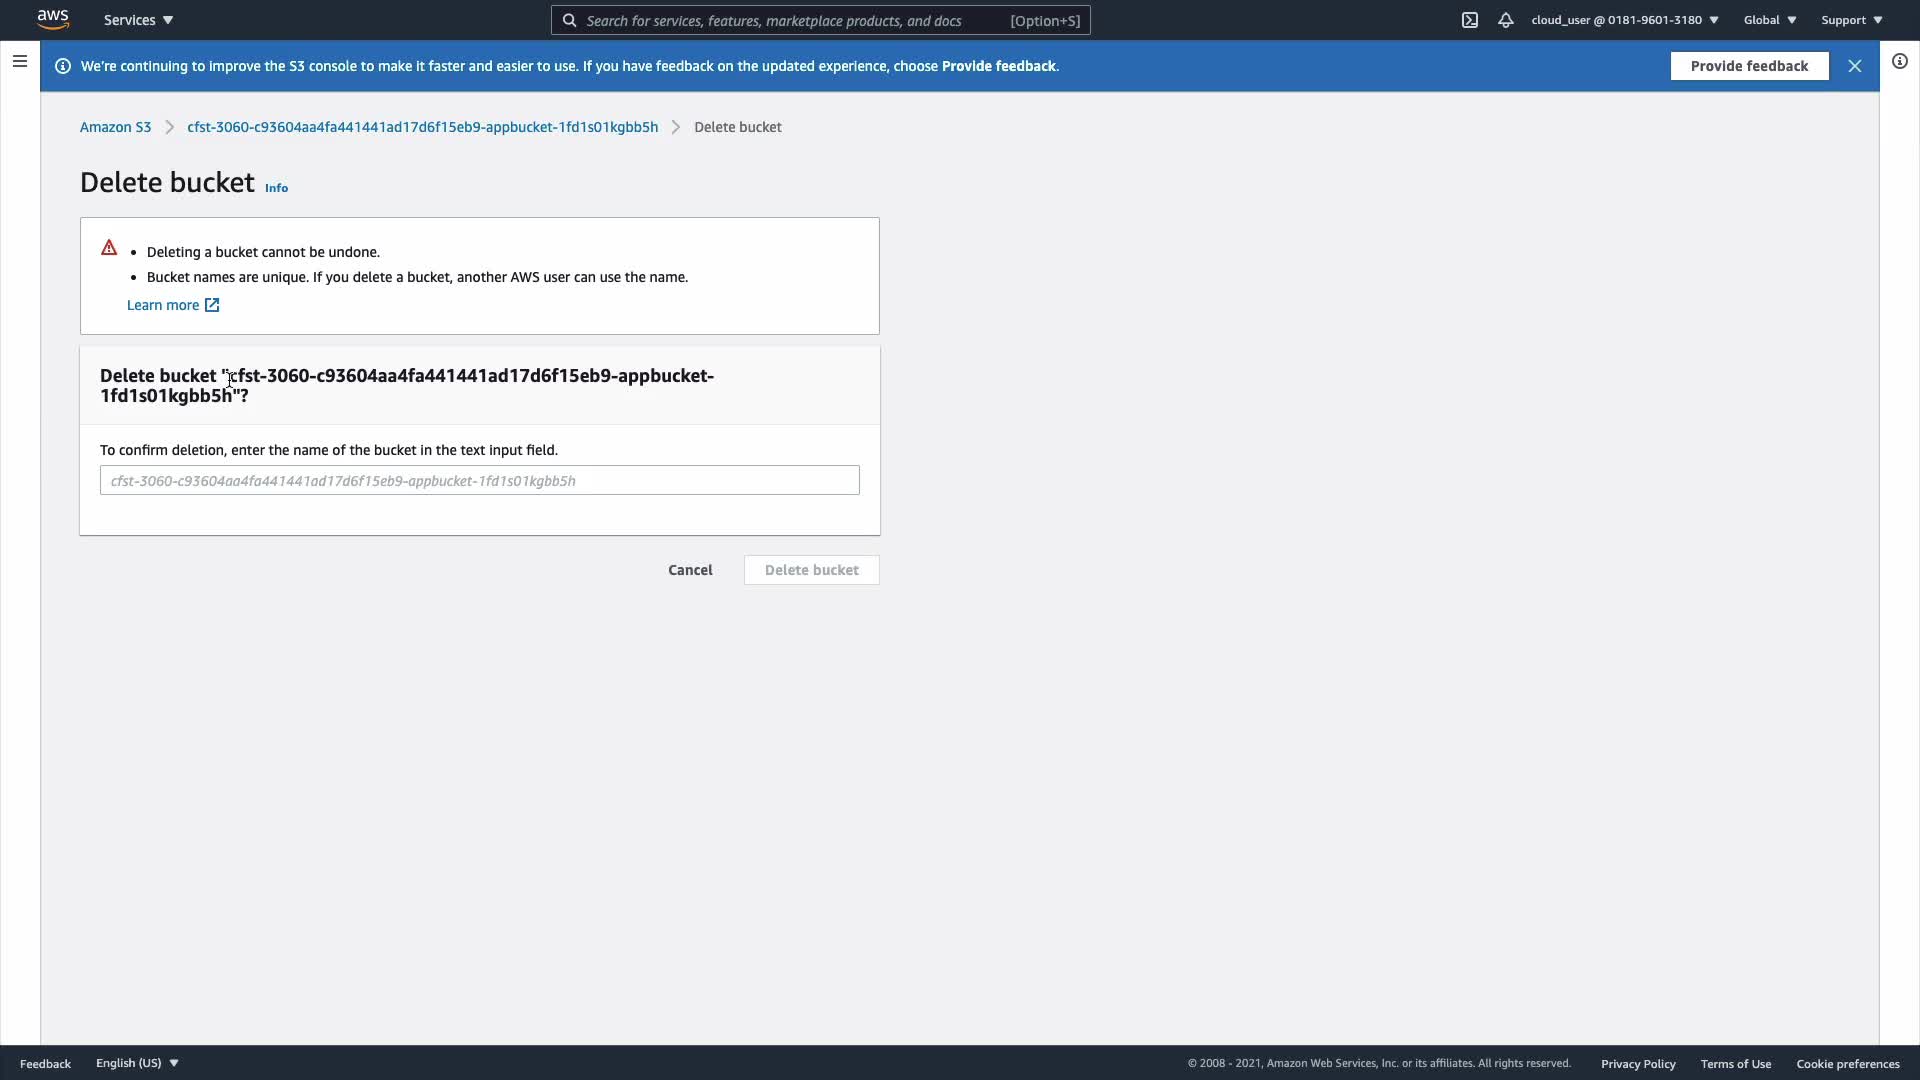 aws
Services
Search for services, features, marketplace products, and docs
[Option+S]
cloud_user @ 0181-9601-3180
Global
Support
We're continuing to improve the S3 console to make it faster and easier to use. If you have feedback on the updated experience, choose Provide feedback.
Provide feedback
Amazon S3
cfst-3060-c93604aa4fa441441ad17d6f15eb9-appbucket-1fd1s01kgbb5h
Delete bucket
Delete bucket Info
• Deleting a bucket cannot be undone.
• Bucket names are unique. If you delete a bucket, another AWS user can use the name.
Learn more
Delete bucket "cfst-3060-c93604aa4fa441441ad17d6f15eb9-appbucket-
1fd1s01kgbb5h"?
To confirm deletion, enter the name of the bucket in the text input field.
cfst-3060-c93604aa4fa441441ad17d6f15eb9-appbucket-1fd1s01kgbb5h
Cancel
Delete bucket
Feedback
English (US)
© 2008 - 2021, Amazon Web Services, Inc. or its affiliates. All rights reserved.
Privacy Policy
Terms of Use
Cookie preferences